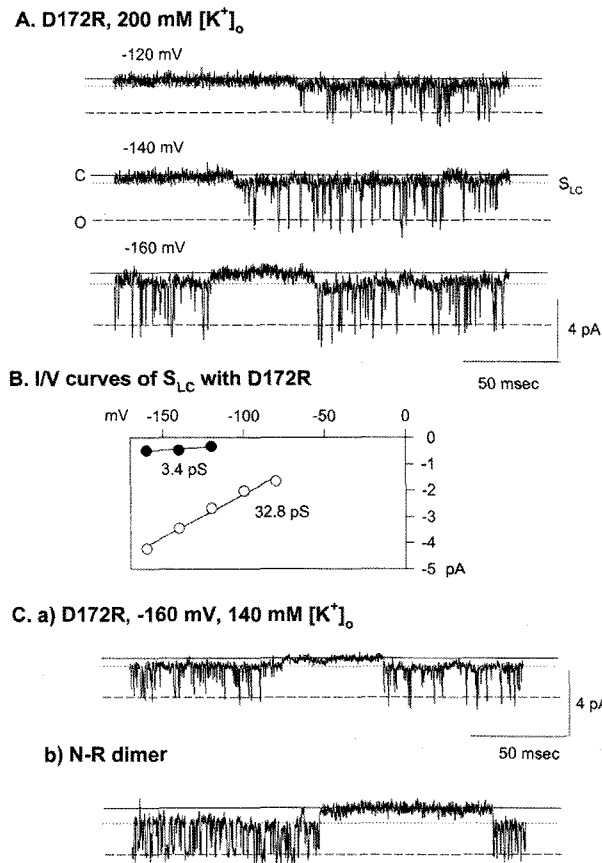 A. D172R, 200 mM [K⁺]ₒ
-120 mV
-140 mV
C
S_LC
O
-160 mV
4 pA
50 msec
B. I/V curves of S_LC with D172R
mV -150 -100 -50 0
0
-1
-2
-3
-4
-5 pA
3.4 pS
32.8 pS
C. a) D172R, -160 mV, 140 mM [K⁺]ₒ
4 pA
50 msec
b) N-R dimer